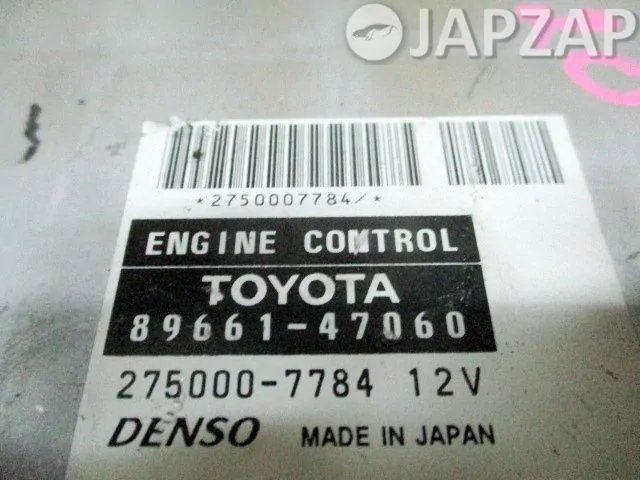 JAPZAP
*2750007784/*
ENGINE CONTROL
TOYOTA
89661-47060
275000-7784 12V
DENSO MADE IN JAPAN